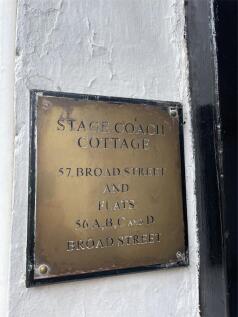 STAGE COACH
COTTAGE
57, BROAD STREET
AND
FLATS
56 A, B, C AND D
BROAD STREET